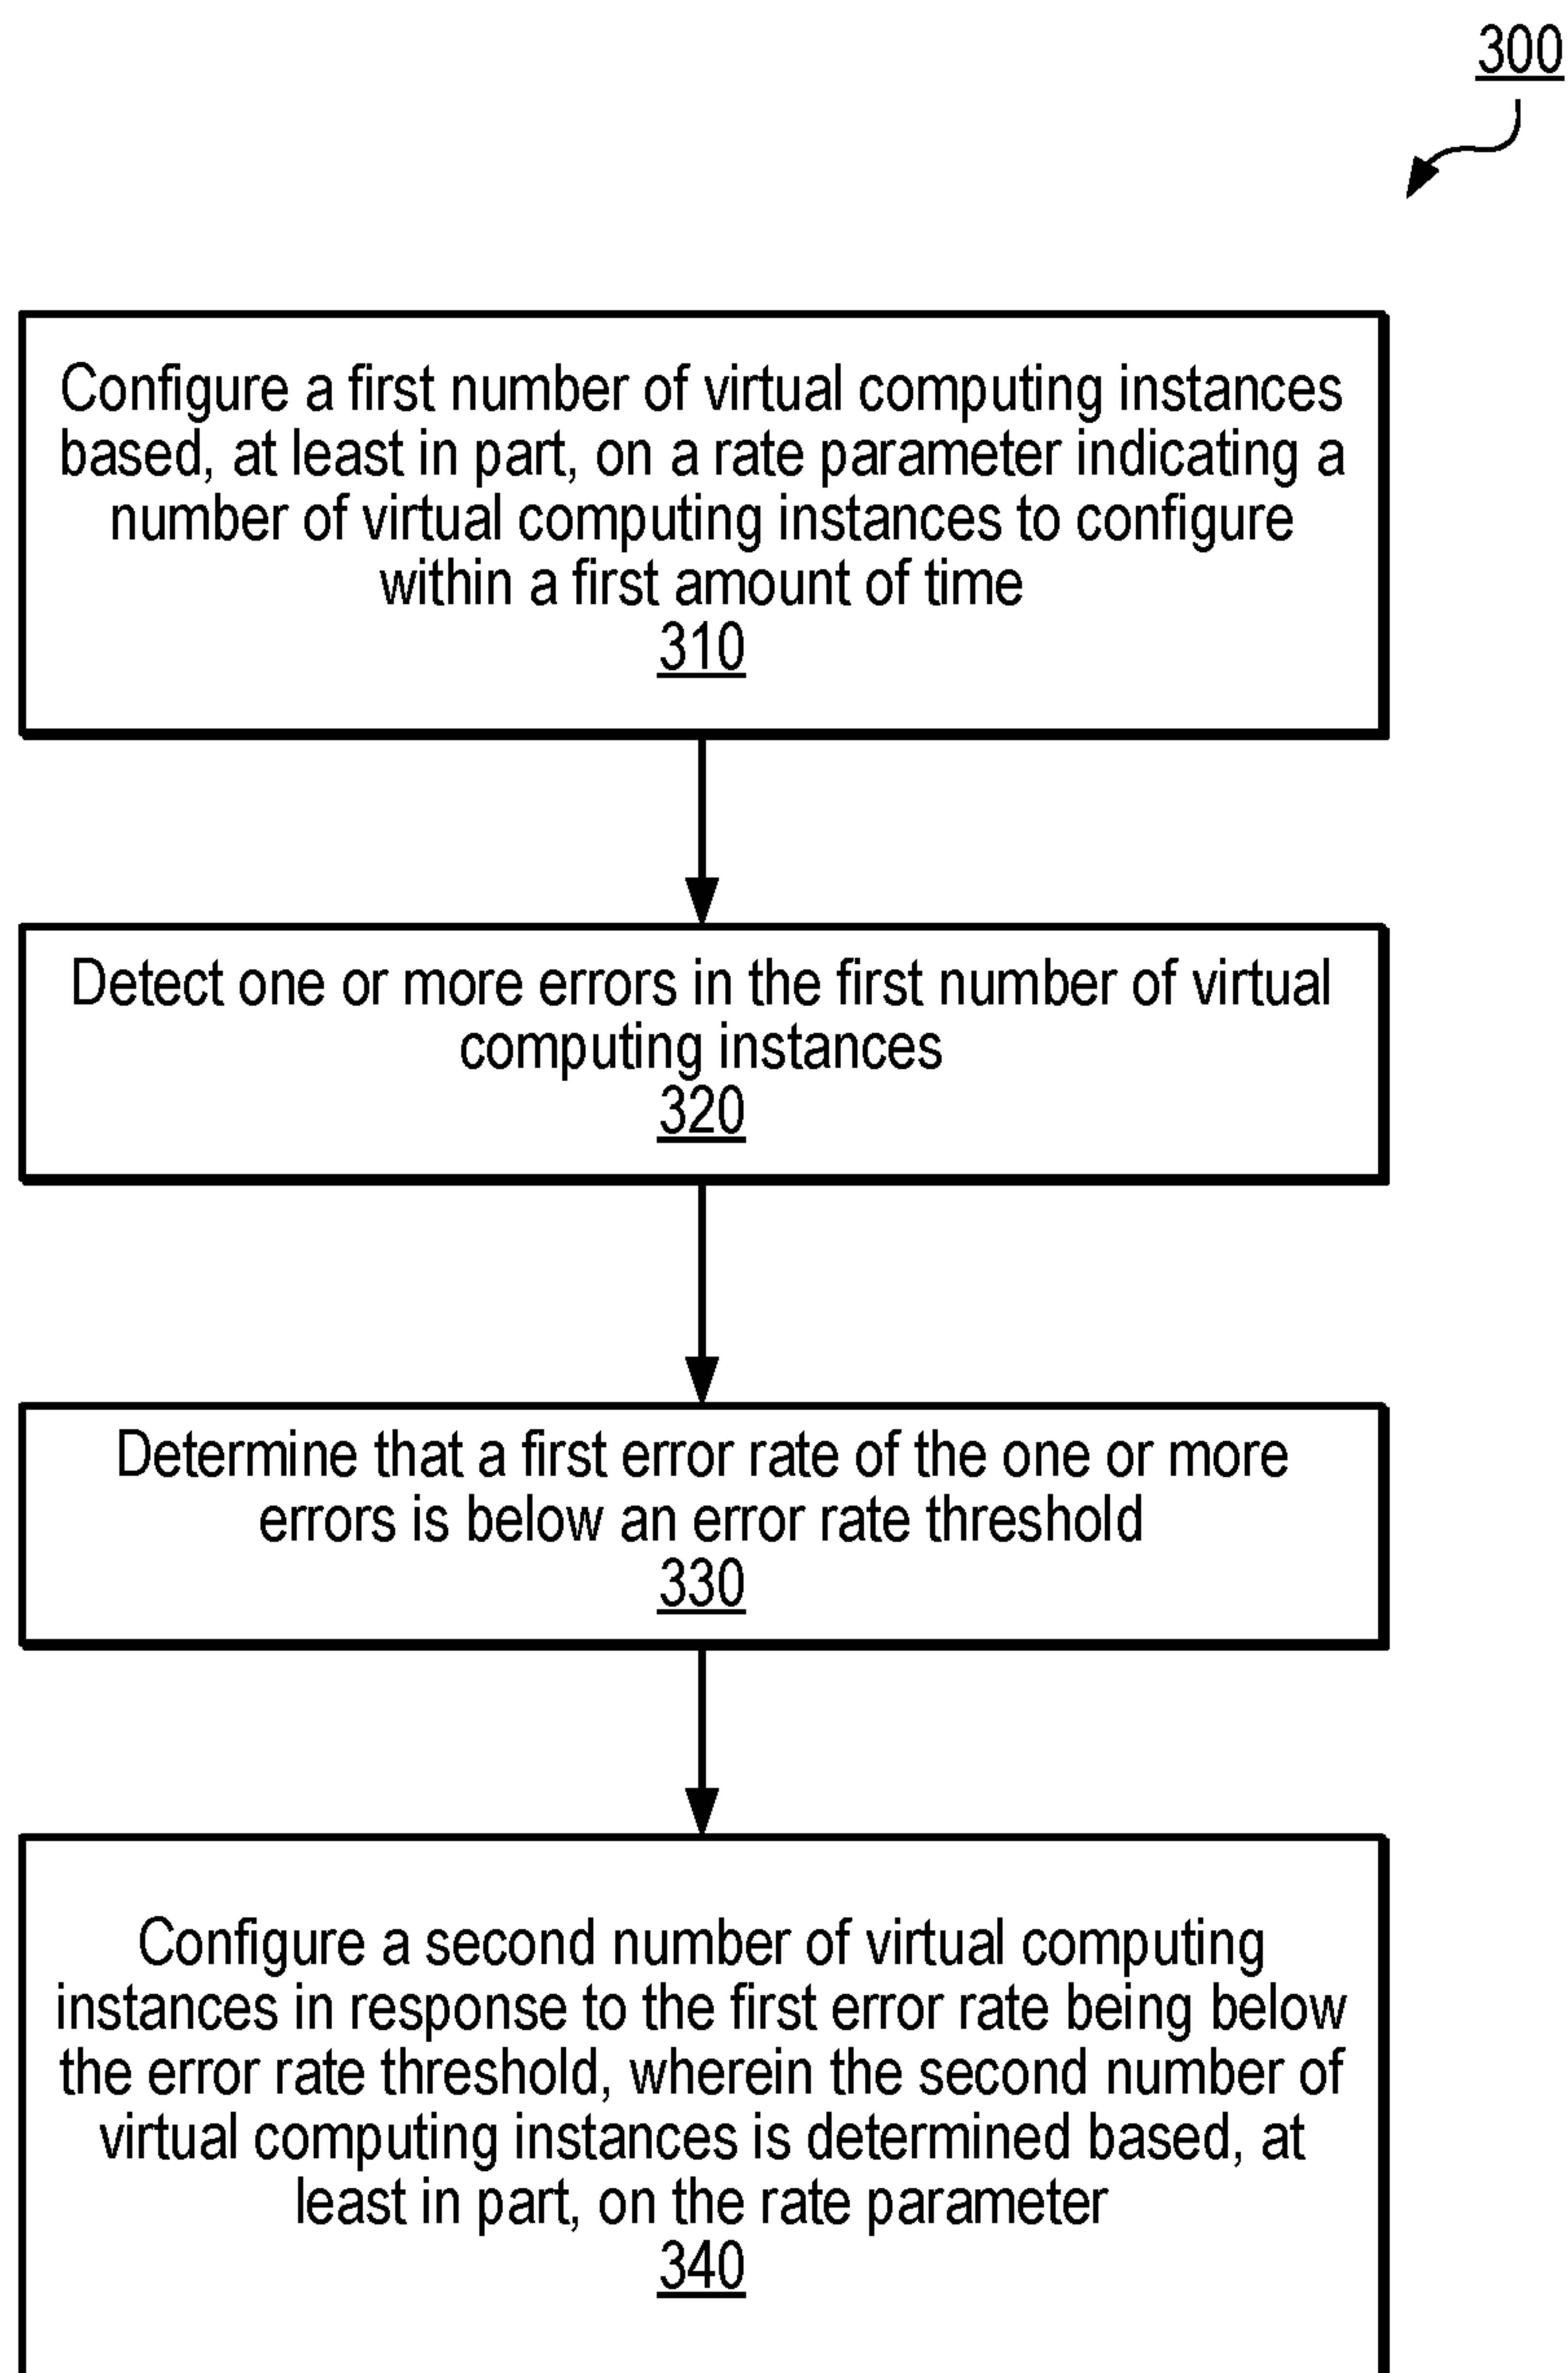 300
Configure a first number of virtual computing instances
based, at least in part, on a rate parameter indicating a
number of virtual computing instances to configure
within a first amount of time
310
Detect one or more errors in the first number of virtual
computing instances
320
Determine that a first error rate of the one or more
errors is below an error rate threshold
330
Configure a second number of virtual computing
instances in response to the first error rate being below
the error rate threshold, wherein the second number of
virtual computing instances is determined based, at
least in part, on the rate parameter
340